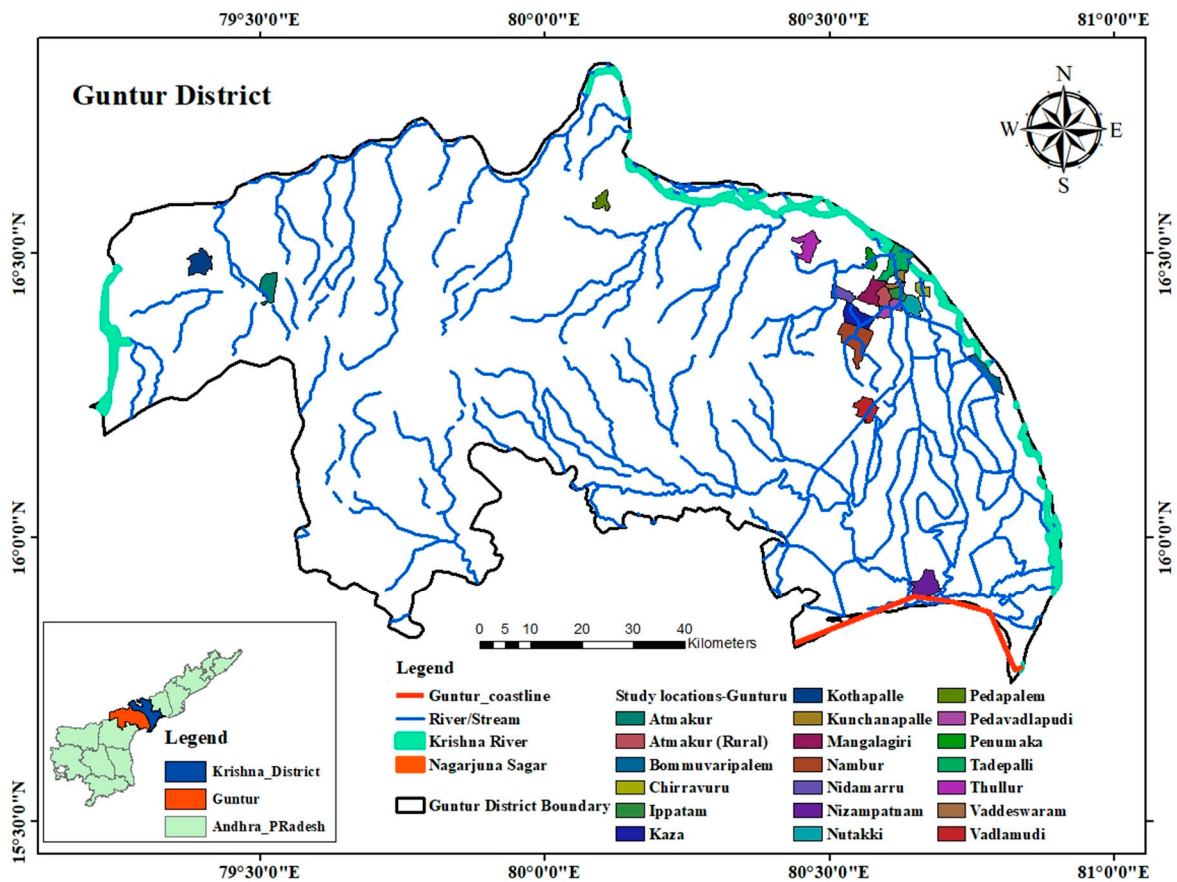 79°30'0"E 80°0'0"E 80°30'0"E 81°0'0"E
Guntur District
N
W E
S
16°30'0"N 16°30'0"N
16°0'0"N 16°0'0"N
15°30'0"N
0 5 10 20 30 40
Kilometers
Legend
Guntur_coastline
River/Stream
Krishna River
Nagarjuna Sagar
Guntur District Boundary
Study locations-Gunturu
Atmakur
Atmakur (Rural)
Bommuvaripalem
Chirravuru
Ippatam
Kaza
Kothapalle
Kunchanapalle
Mangalagiri
Nambur
Nidamarru
Nizampatnam
Nutakki
Pedapalem
Pedavadlapudi
Penumaka
Tadepalli
Thullur
Vaddeswaram
Vadlamudi
Legend
Krishna_District
Guntur
Andhra_PRadesh
79°30'0"E 80°0'0"E 80°30'0"E 81°0'0"E